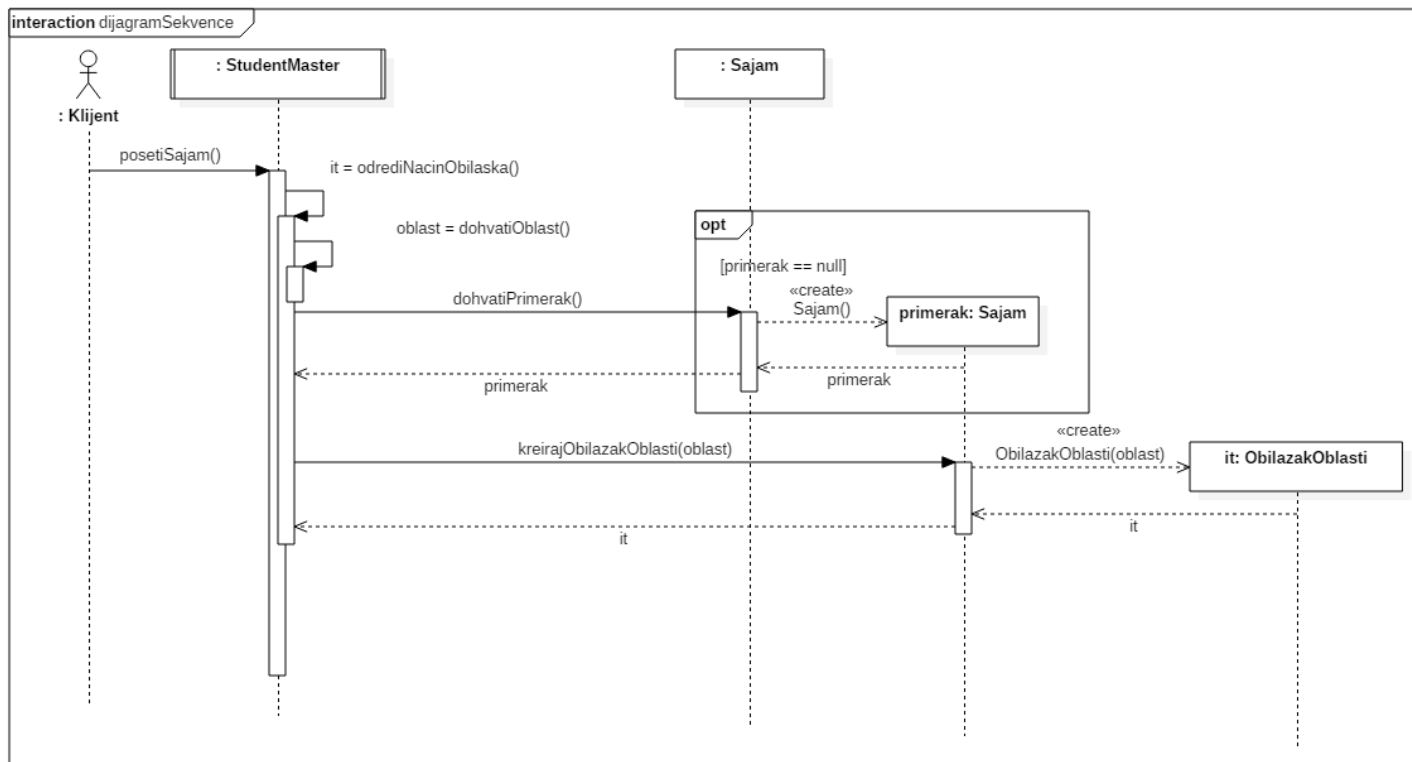 interaction dijagramSekvence
: StudentMaster
: Sajam
: Klijent
posetiSajam()
it = odrediNacinObilaska()
oblast = dohvatiOblast()
opt
[primerak == null]
dohvatiPrimerak()
«create»
Sajam()
primerak: Sajam
primerak
primerak
kreirajObilazakOblasti(oblast)
«create»
ObilazakOblasti(oblast)
it: ObilazakOblasti
it
it